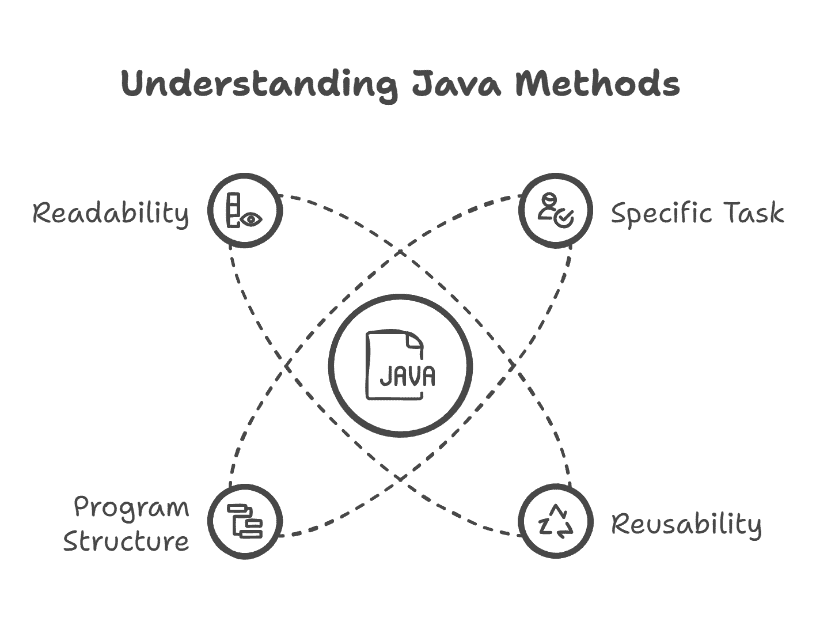 Understanding Java Methods
Readability
Specific Task
JAVA
Program
Structure
Reusability